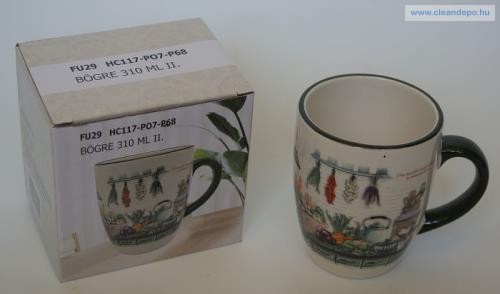 www.cleandepo.hu
FU29 HC117-PO7-P68
BÖGRE 310 ML II.
FU29 HC117-PO7-P68
BÖGRE 310 ML II.